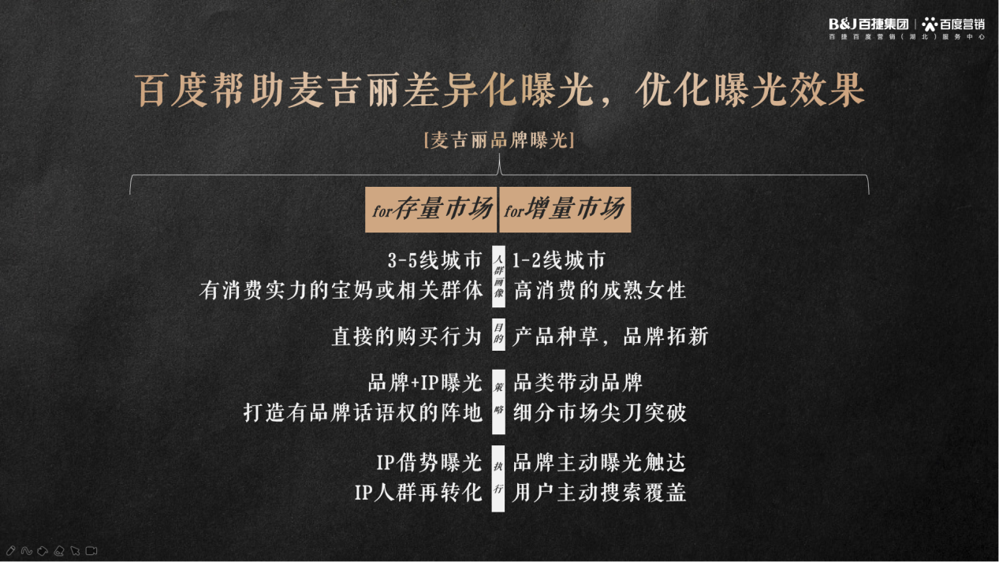 B&J百捷集团 | 百度营销
百捷百度营销(湖北)服务中心
百度帮助麦吉丽差异化曝光，优化曝光效果
[麦吉丽品牌曝光]
for存量市场 for增量市场
3-5线城市 人群画像 1-2线城市
有消费实力的宝妈或相关群体 高消费的成熟女性
直接的购买行为 目的 产品种草，品牌拓新
品牌+IP曝光 策略 品类带动品牌
打造有品牌话语权的阵地 细分市场尖刀突破
IP借势曝光 执行 品牌主动曝光触达
IP人群再转化 用户主动搜索覆盖